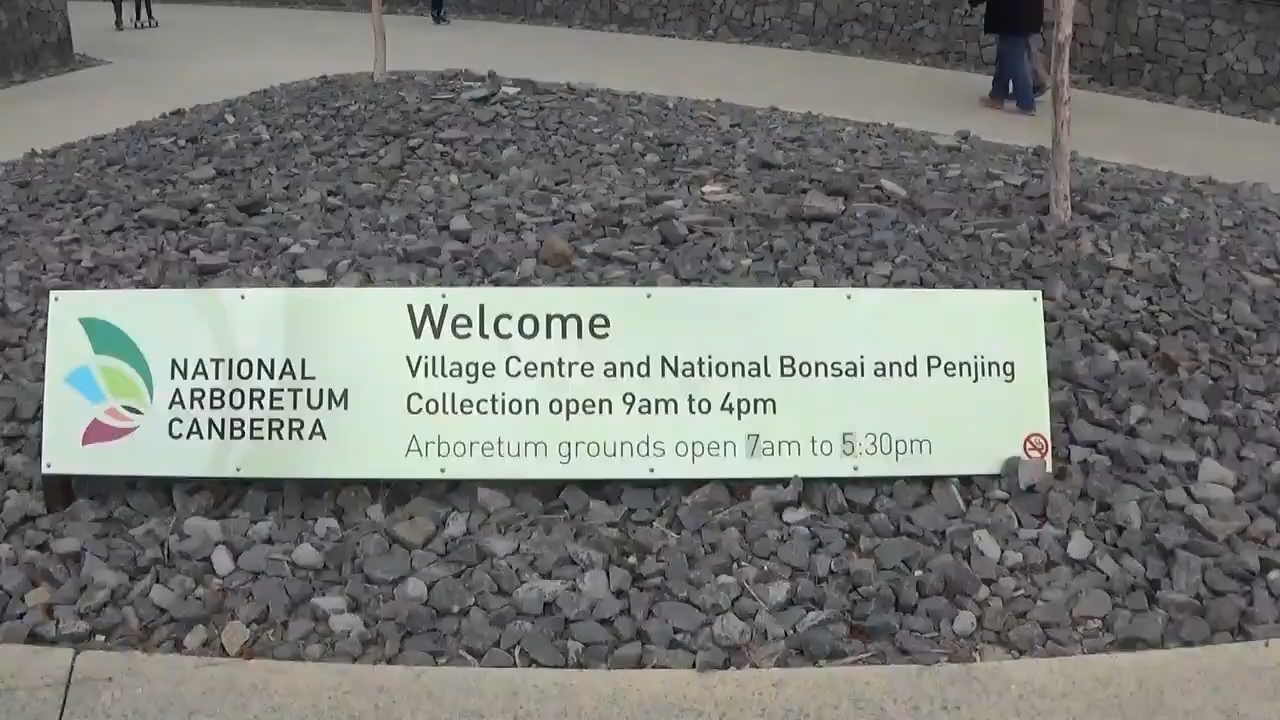 NATIONAL
ARBORETUM
CANBERRA
Welcome
Village Centre and National Bonsai and Penjing
Collection open 9am to 4pm
Arboretum grounds open 7am to 5:30pm